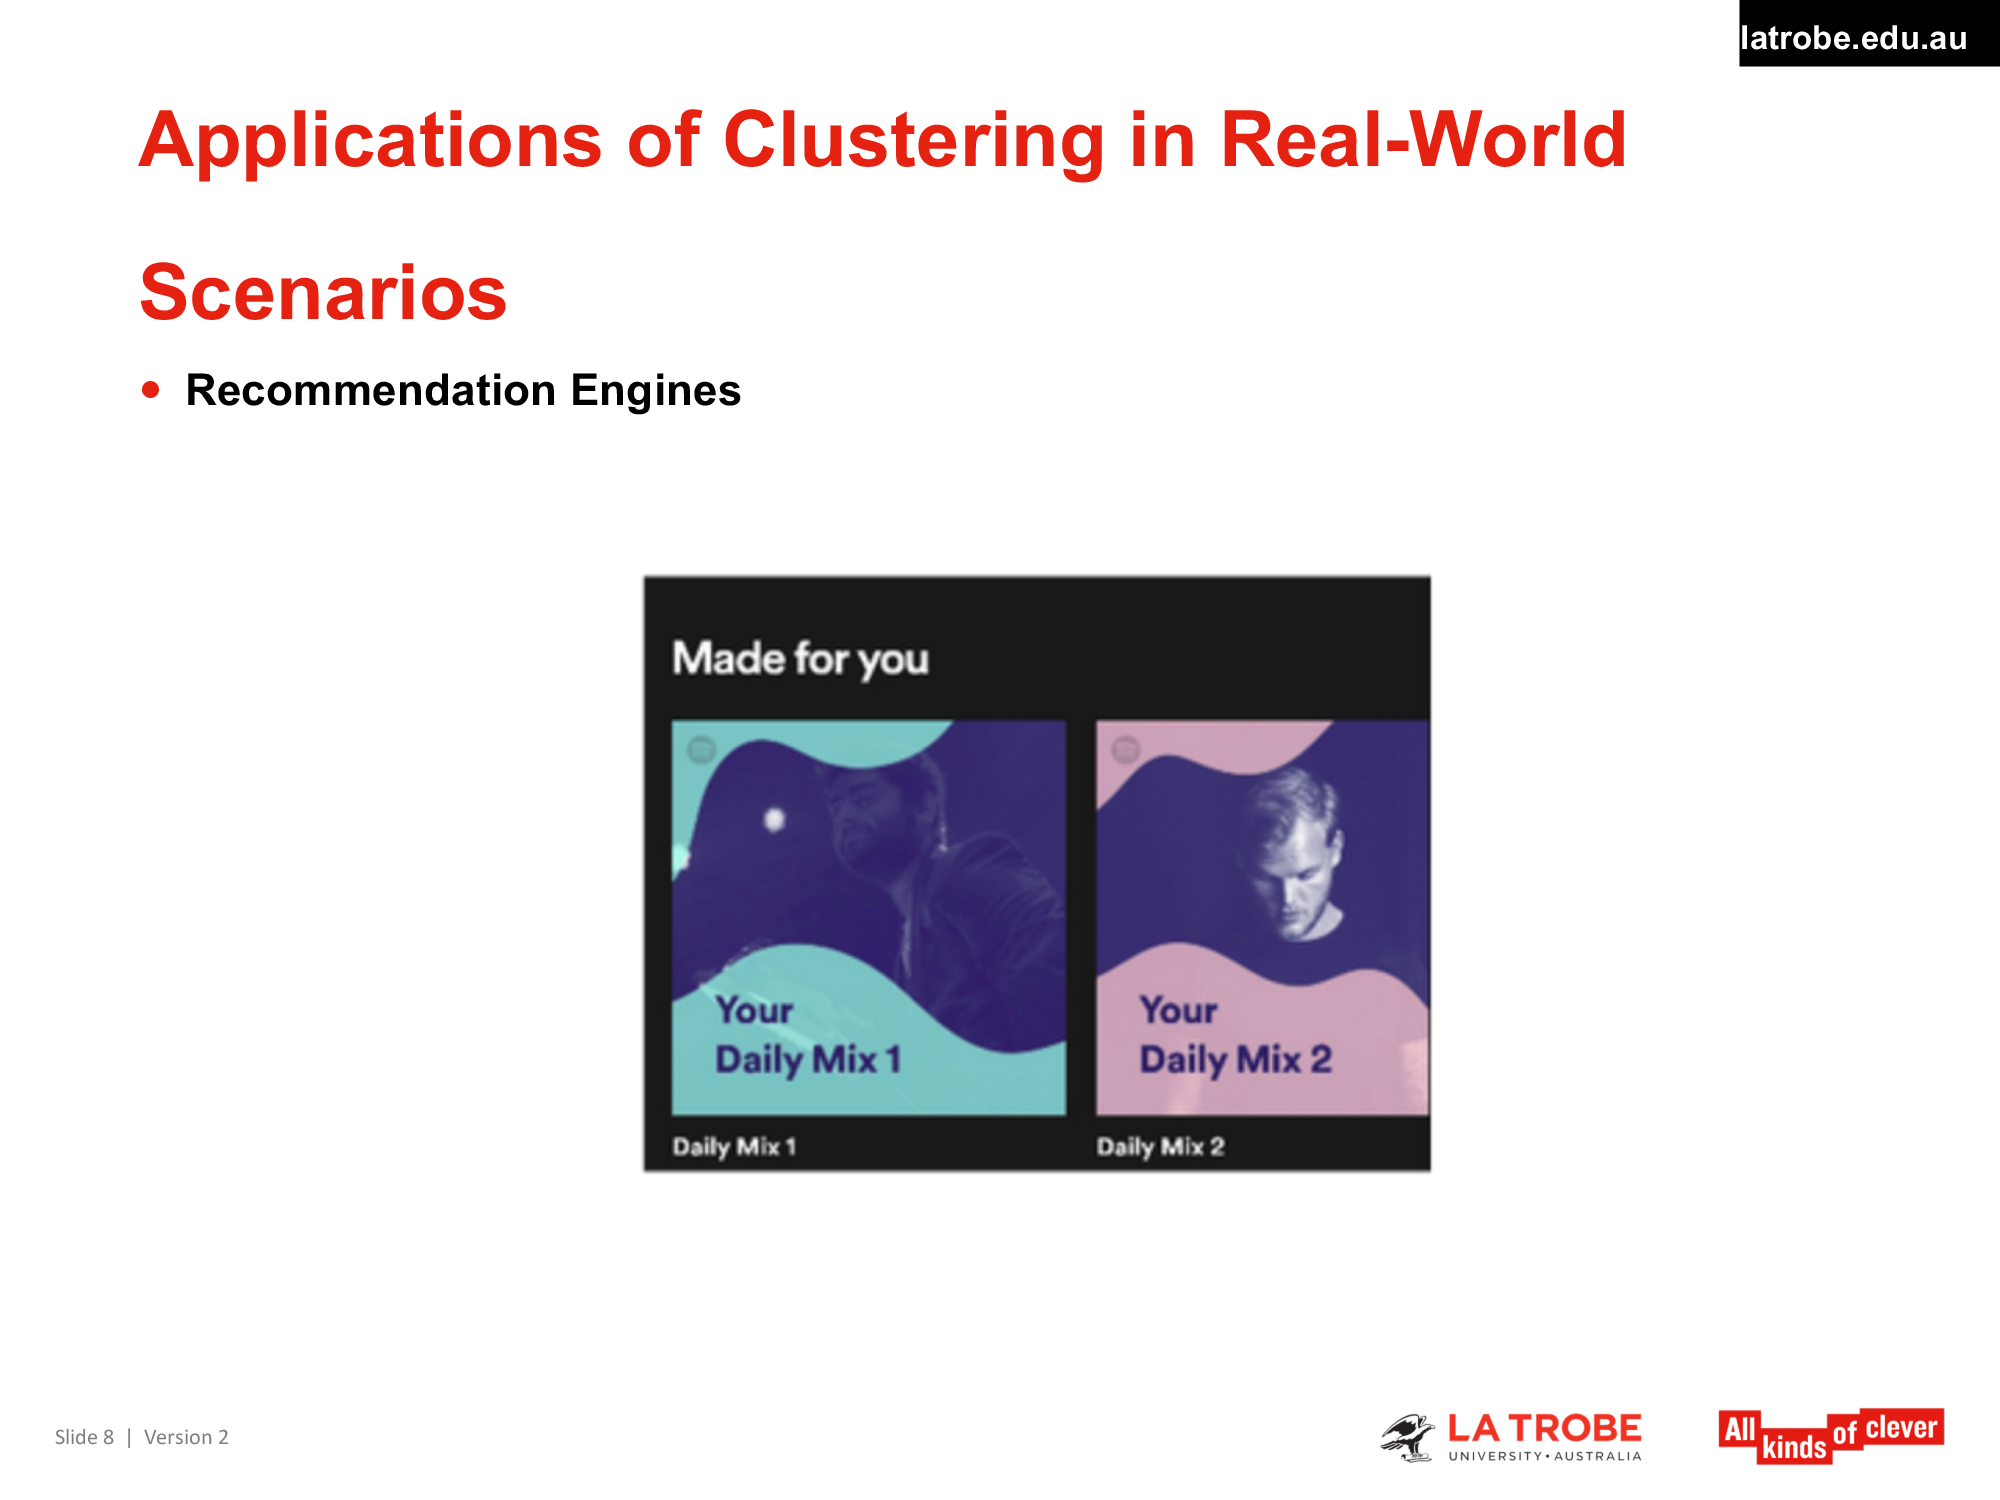 latrobe.edu.au
Applications of Clustering in Real-World
Scenarios
• Recommendation Engines
Made for you
Your
Daily Mix 1
Your
Daily Mix 2
Daily Mix 1
Daily Mix 2
Slide 8 | Version 2
LA TROBE
UNIVERSITY • AUSTRALIA
All kinds of clever